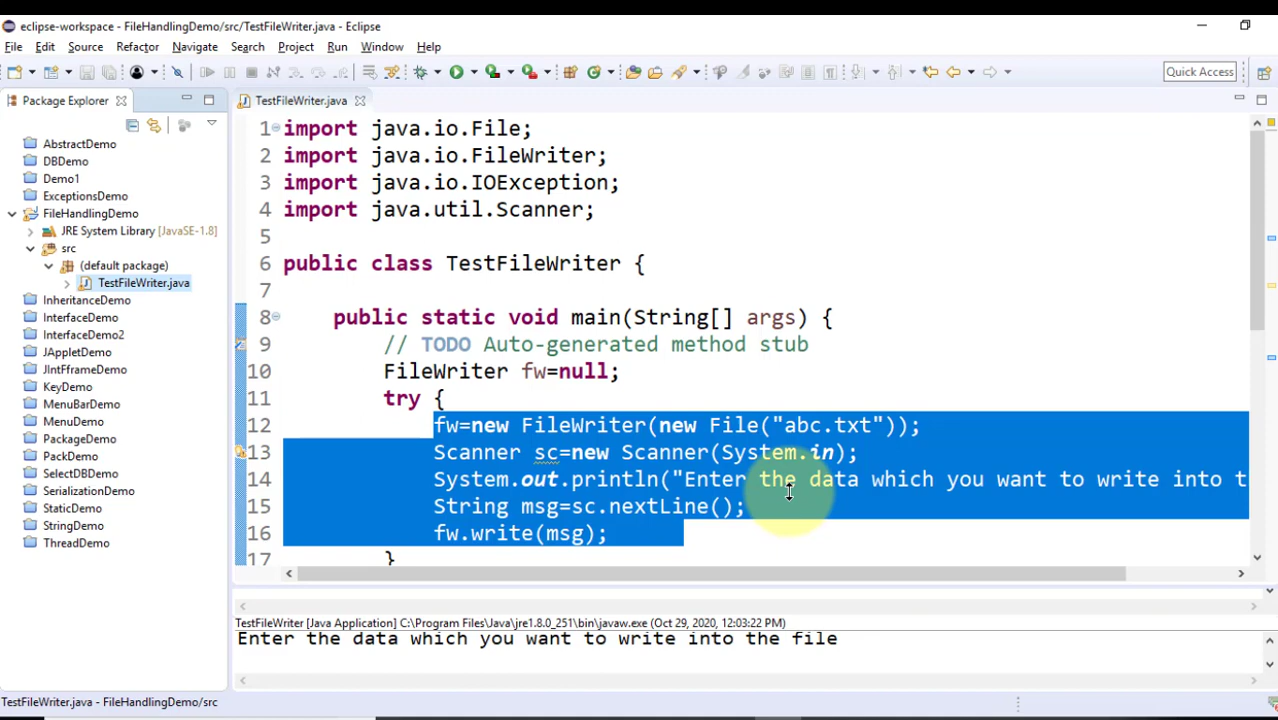 eclipse-workspace - FileHandlingDemo/src/TestFileWriter.java - Eclipse
File Edit Source Refactor Navigate Search Project Run Window Help
Quick Access
Package Explorer
TestFileWriter.java
AbstractDemo
DBDemo
Demo1
ExceptionsDemo
FileHandlingDemo
JRE System Library [JavaSE-1.8]
src
(default package)
TestFileWriter.java
InheritanceDemo
InterfaceDemo
InterfaceDemo2
JAppletDemo
JIntFframeDemo
KeyDemo
MenuBarDemo
MenuDemo
PackageDemo
PackDemo
SelectDBDemo
SerializationDemo
StaticDemo
StringDemo
ThreadDemo
1 import java.io.File;
2 import java.io.FileWriter;
3 import java.io.IOException;
4 import java.util.Scanner;
5
6 public class TestFileWriter {
7
8 public static void main(String[] args) {
9 // TODO Auto-generated method stub
10 FileWriter fw=null;
11 try {
12 fw=new FileWriter(new File("abc.txt"));
13 Scanner sc=new Scanner(System.in);
14 System.out.println("Enter the data which you want to write into t
15 String msg=sc.nextLine();
16 fw.write(msg);
17 }
TestFileWriter [Java Application] C:\Program Files\Java\jre1.8.0_251\bin\javaw.exe (Oct 29, 2020, 12:03:22 PM)
Enter the data which you want to write into the file
TestFileWriter.java - FileHandlingDemo/src